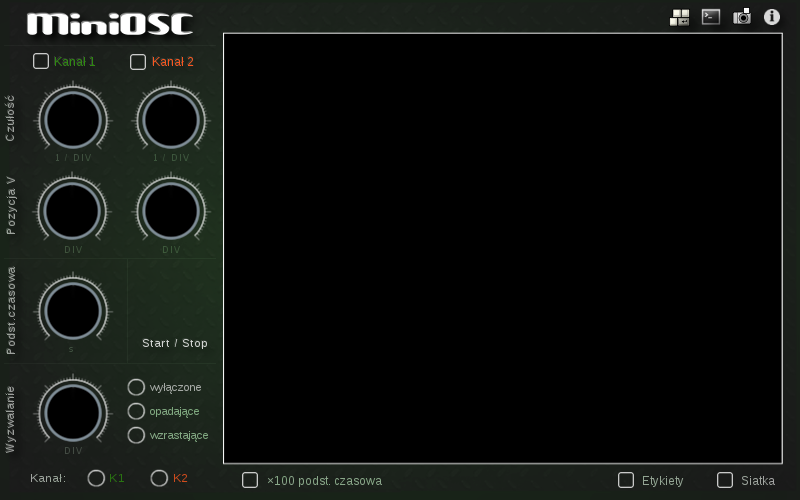 MiniOSC
Kanał 1
Kanał 2
Czułość
1 / DIV
1 / DIV
Pozycja V
DIV
DIV
Podst.czasowa
s
Start / Stop
Wyzwalanie
DIV
wyłączone
opadające
wzrastające
Kanał:
K1
K2
×100 podst. czasowa
Etykiety
Siatka